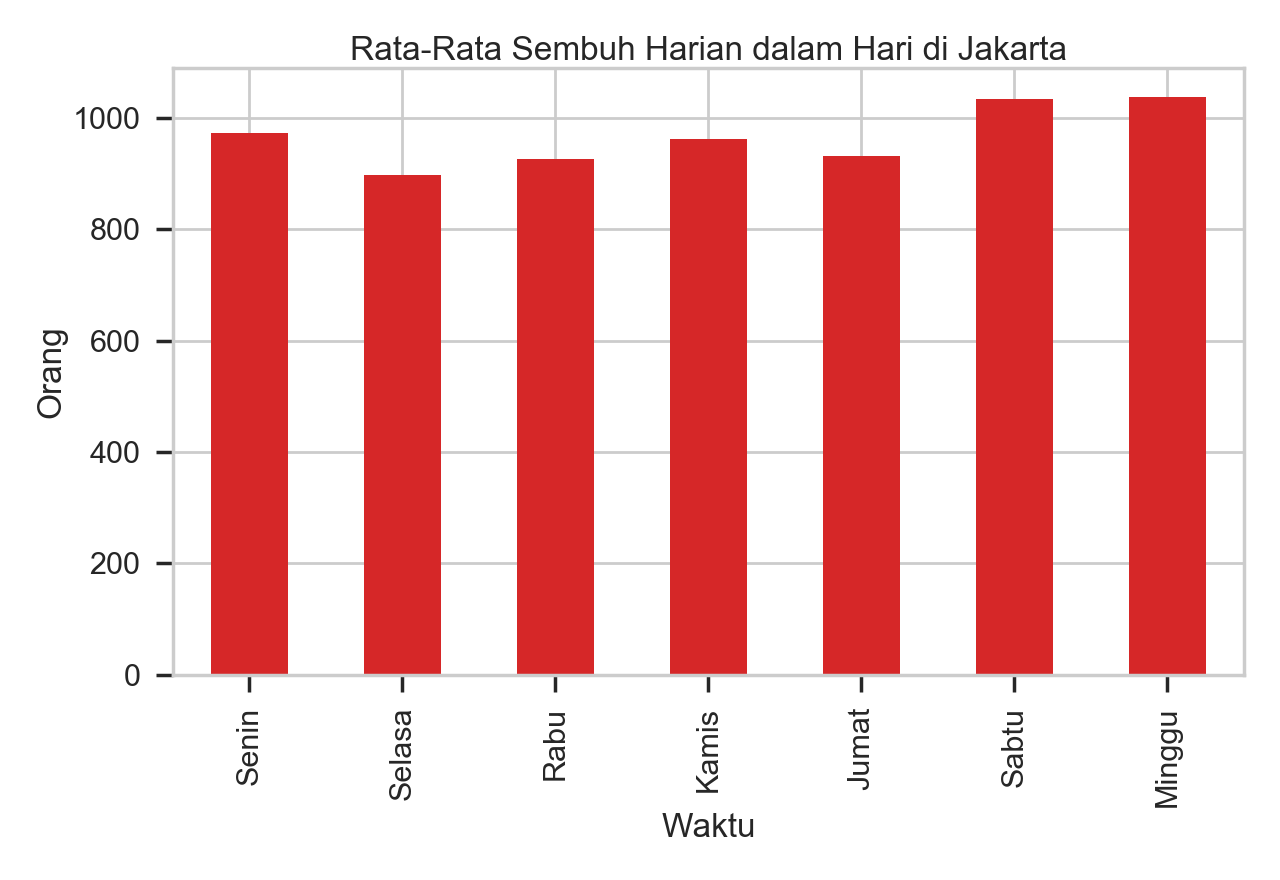 Rata-Rata Sembuh Harian dalam Hari di Jakarta
1000
800
600
400
200
0
Orang
Senin
Selasa
Rabu
Kamis
Jumat
Sabtu
Minggu
Waktu